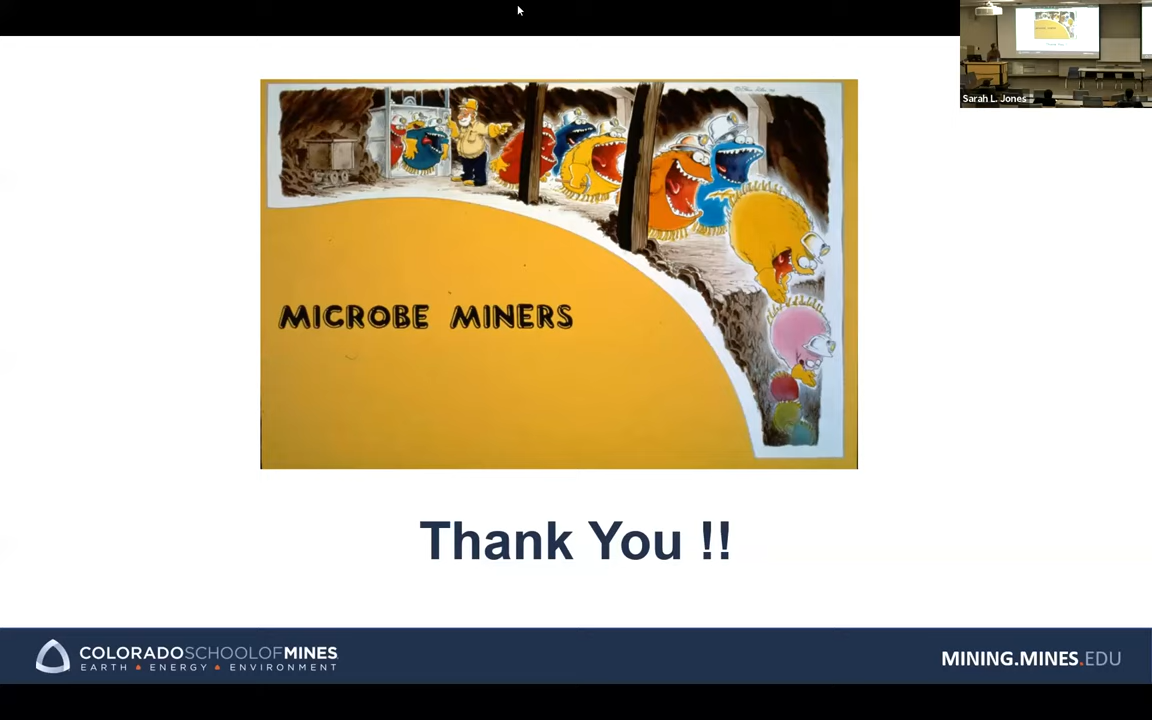 Sarah L. Jones
MICROBE MINERS
Thank You !!
COLORADOSCHOOLOFMINES
EARTH • ENERGY • ENVIRONMENT
MINING.MINES.EDU